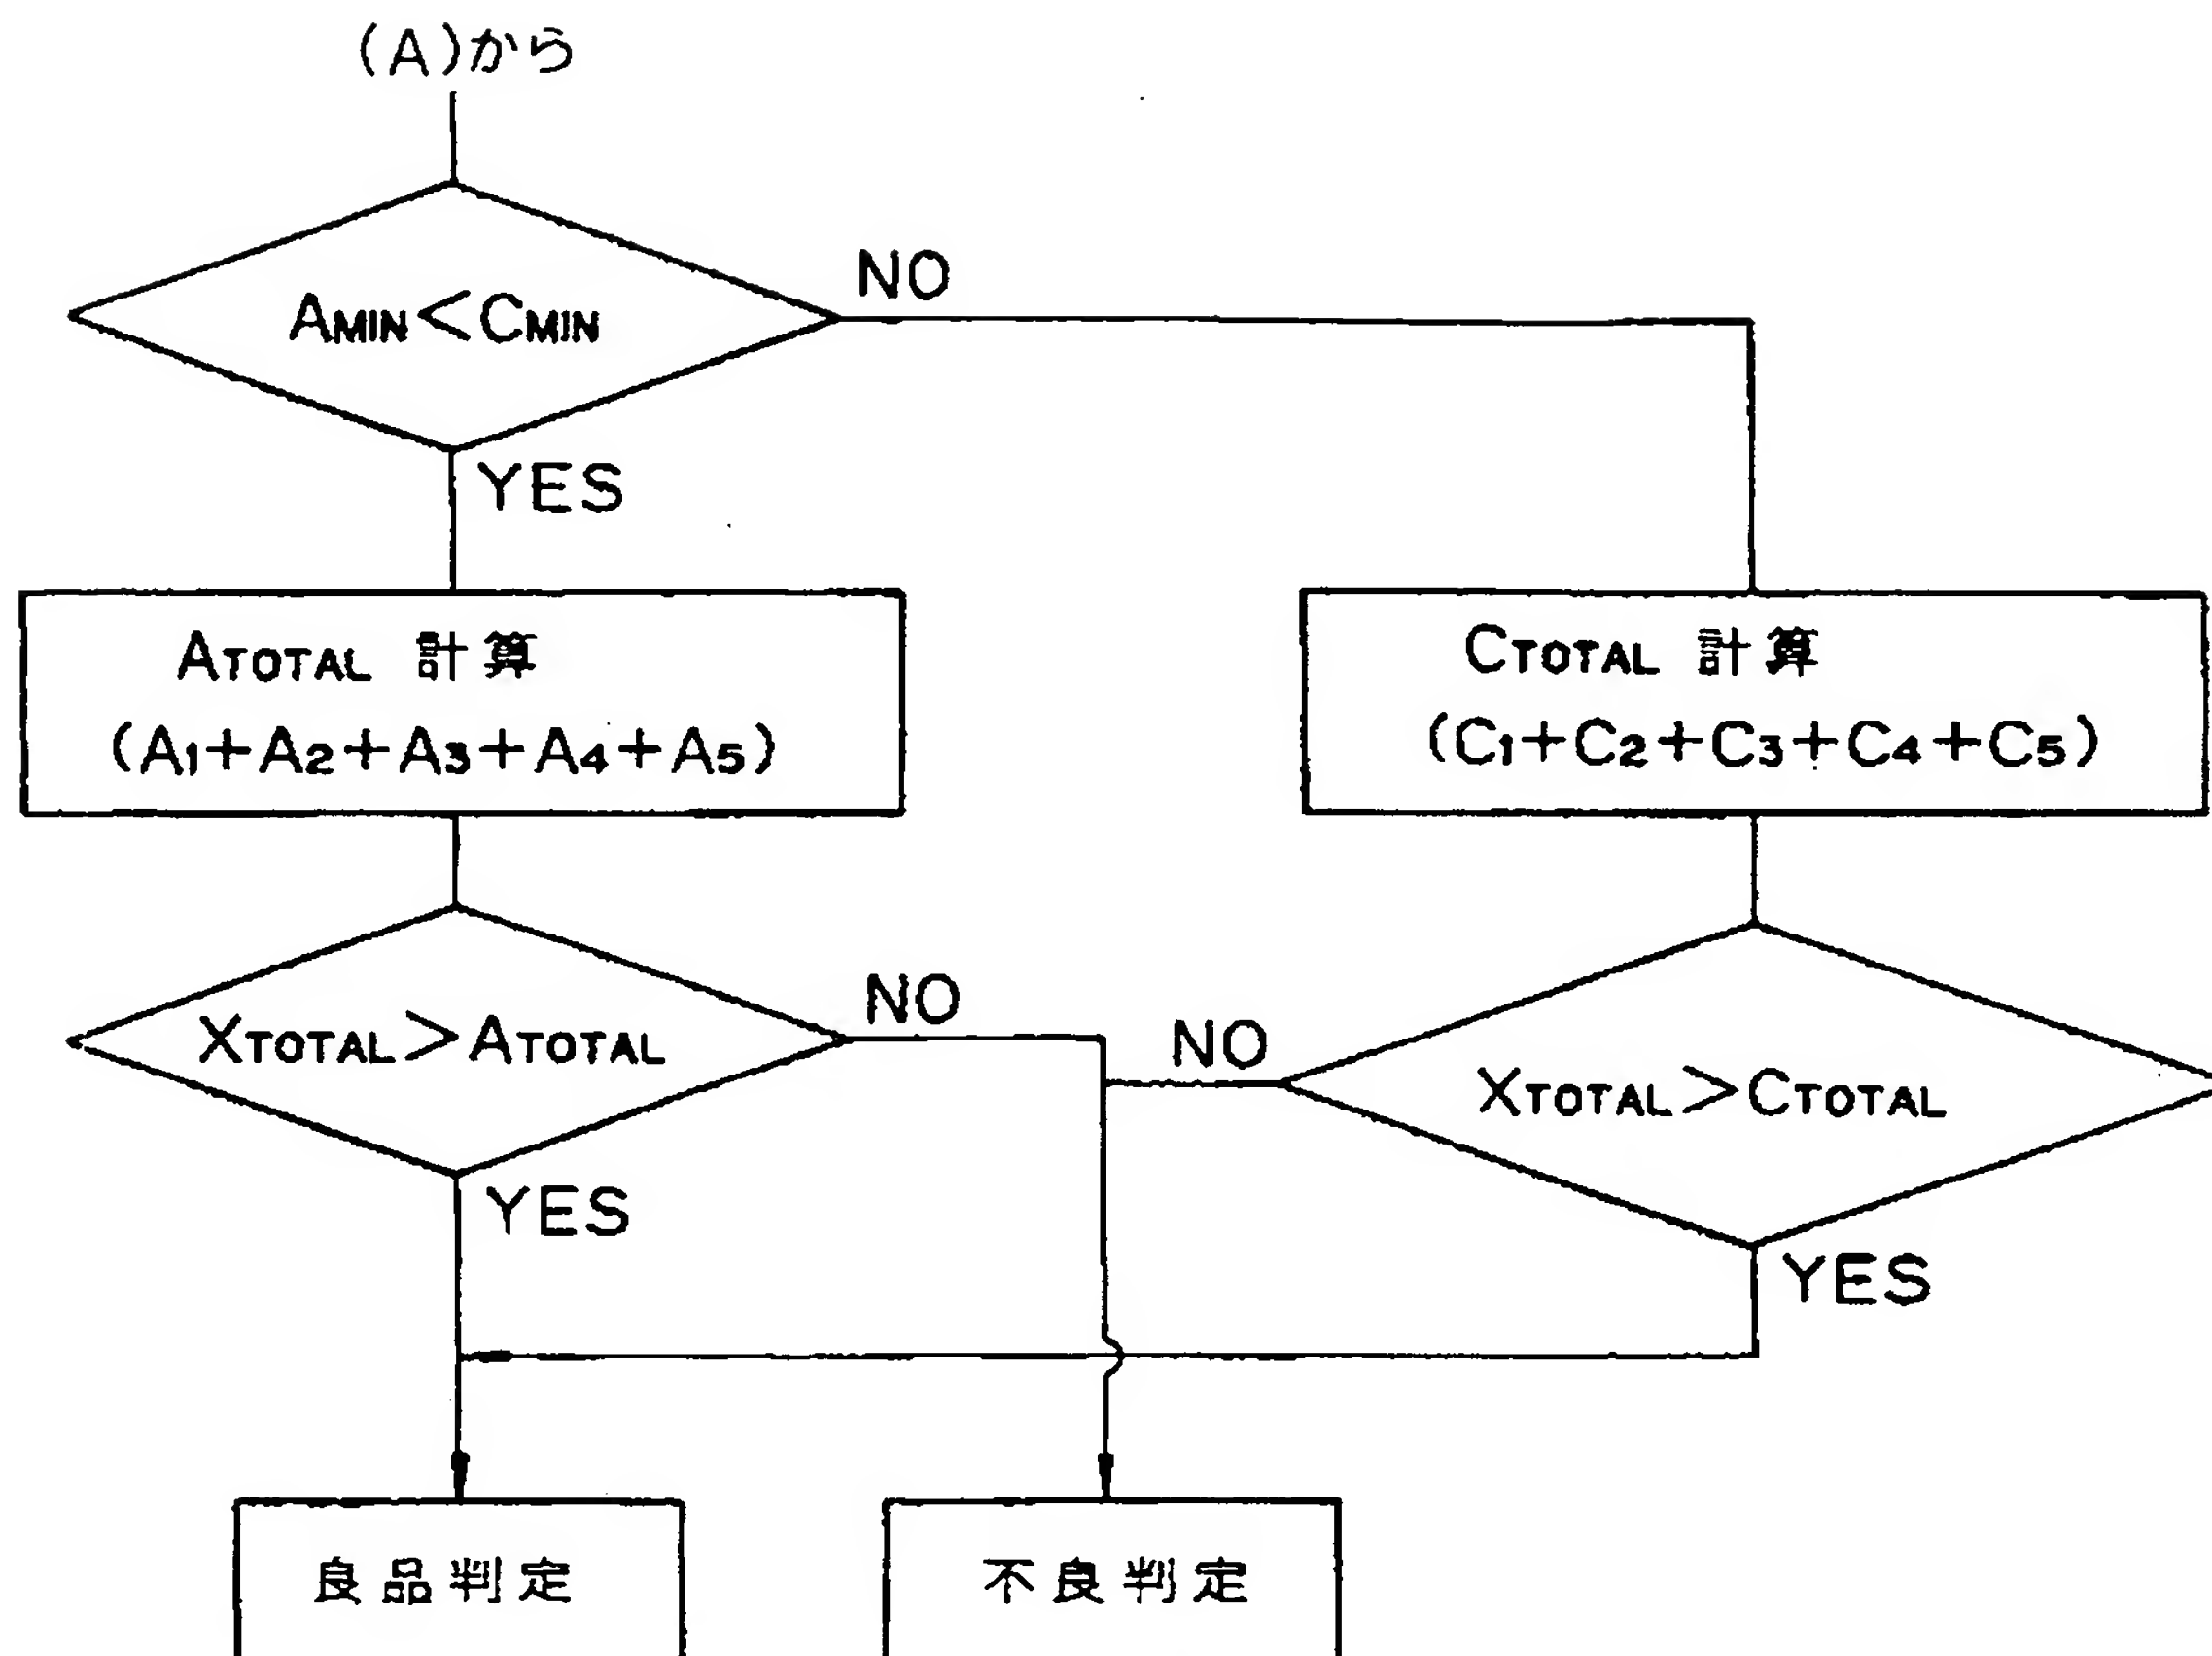 (A)から
AMIN<CMIN
NO
YES
ATOTAL 計算
(A1+A2+A3+A4+A5)
CTOTAL 計算
(C1+C2+C3+C4+C5)
XTOTAL>ATOTAL
NO
YES
NO
XTOTAL>CTOTAL
YES
良品判定
不良判定